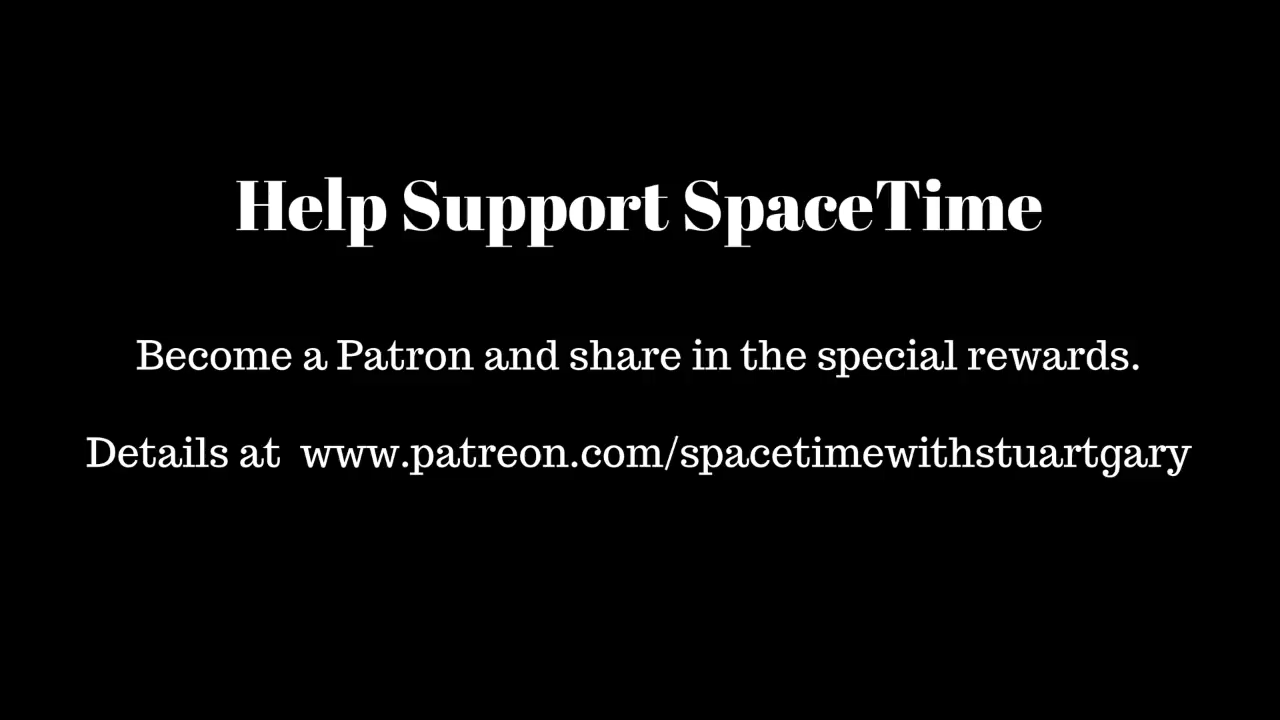 Help Support SpaceTime
Become a Patron and share in the special rewards.
Details at  www.patreon.com/spacetimewithstuartgary